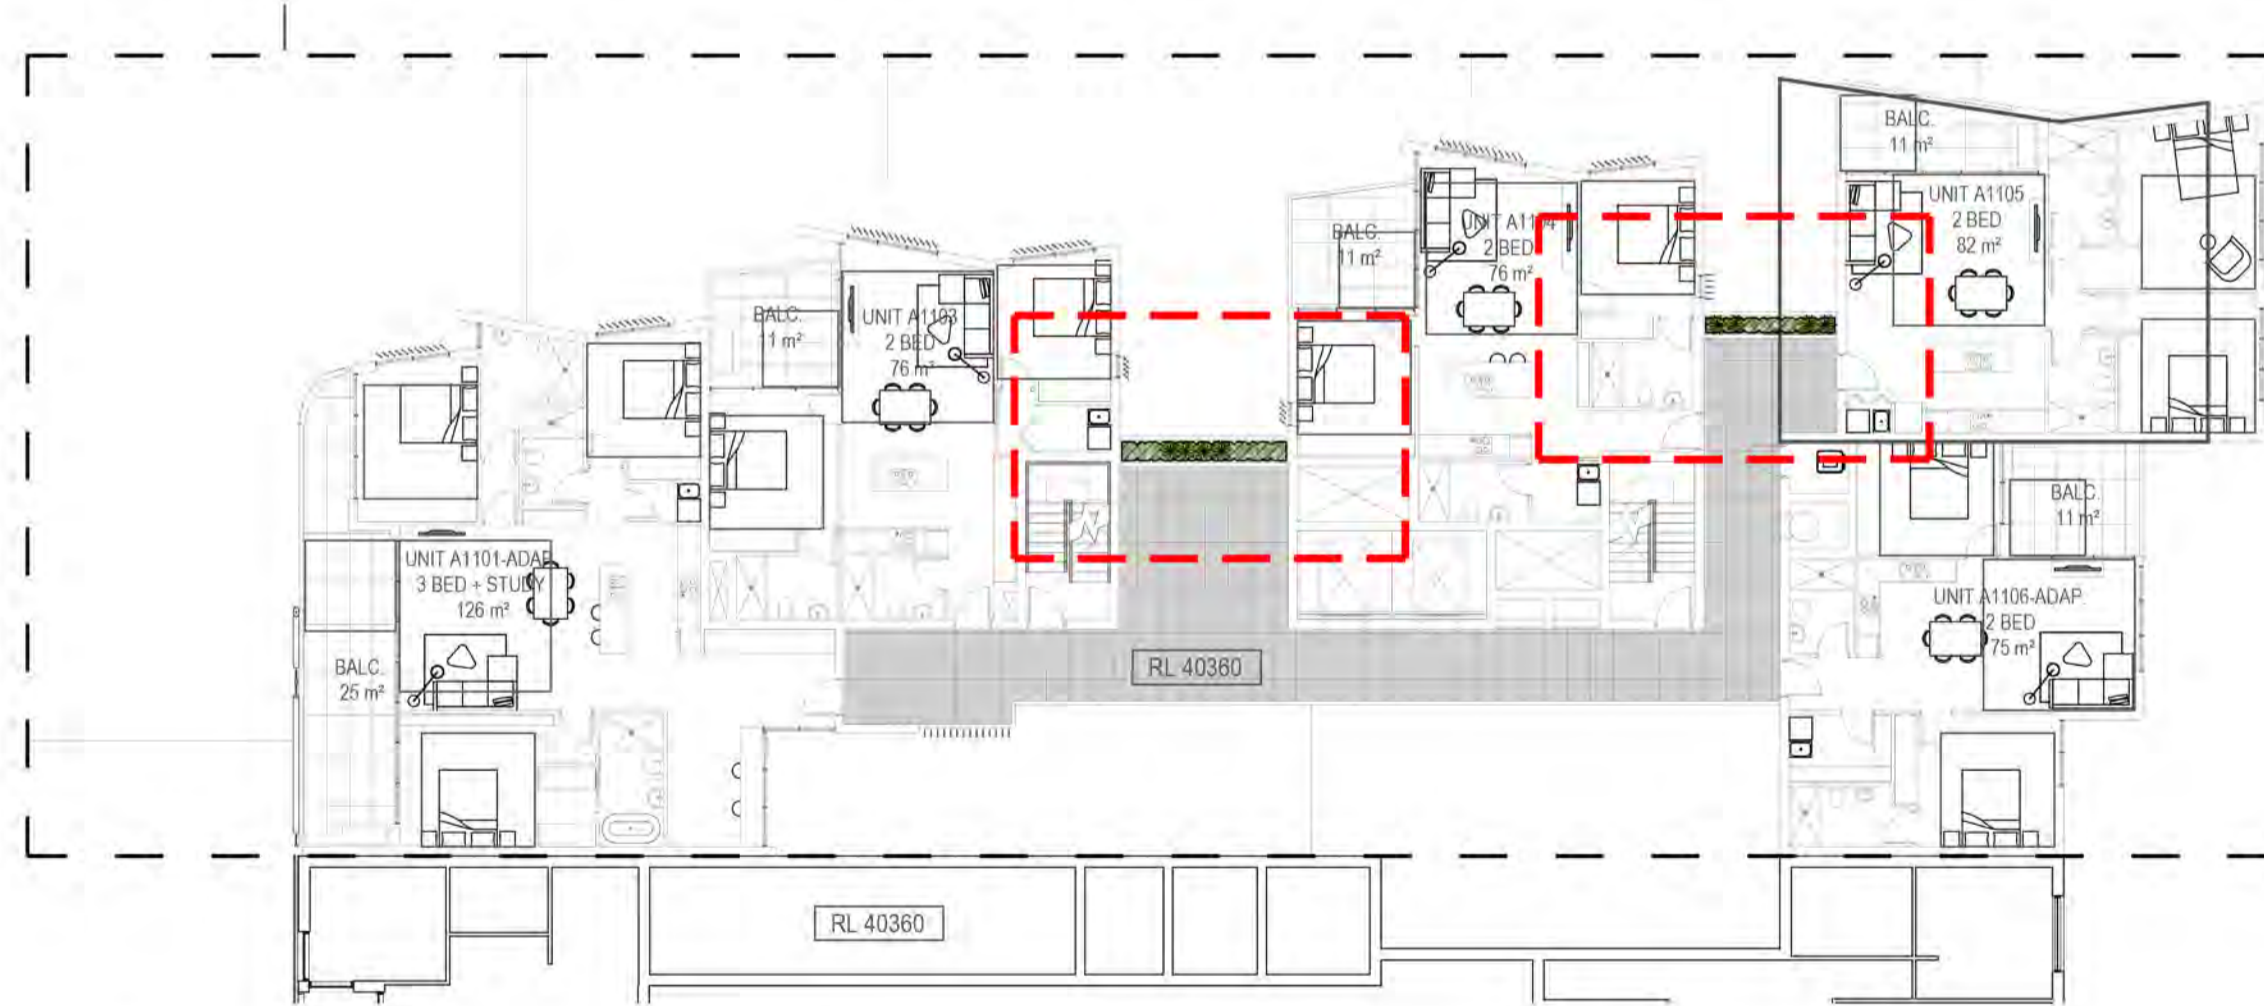 BALC.
11 m²
UNIT A1105
2 BED
82 m²
UNIT A1104
2 BED
76 m²
BALC.
11 m²
BALC.
11 m²
UNIT A1103
2 BED
76 m²
BALC.
11 m²
UNIT A1101-ADAP
3 BED + STUDY
126 m²
UNIT A1106-ADAP.
2 BED
75 m²
BALC.
25 m²
RL 40360
RL 40360